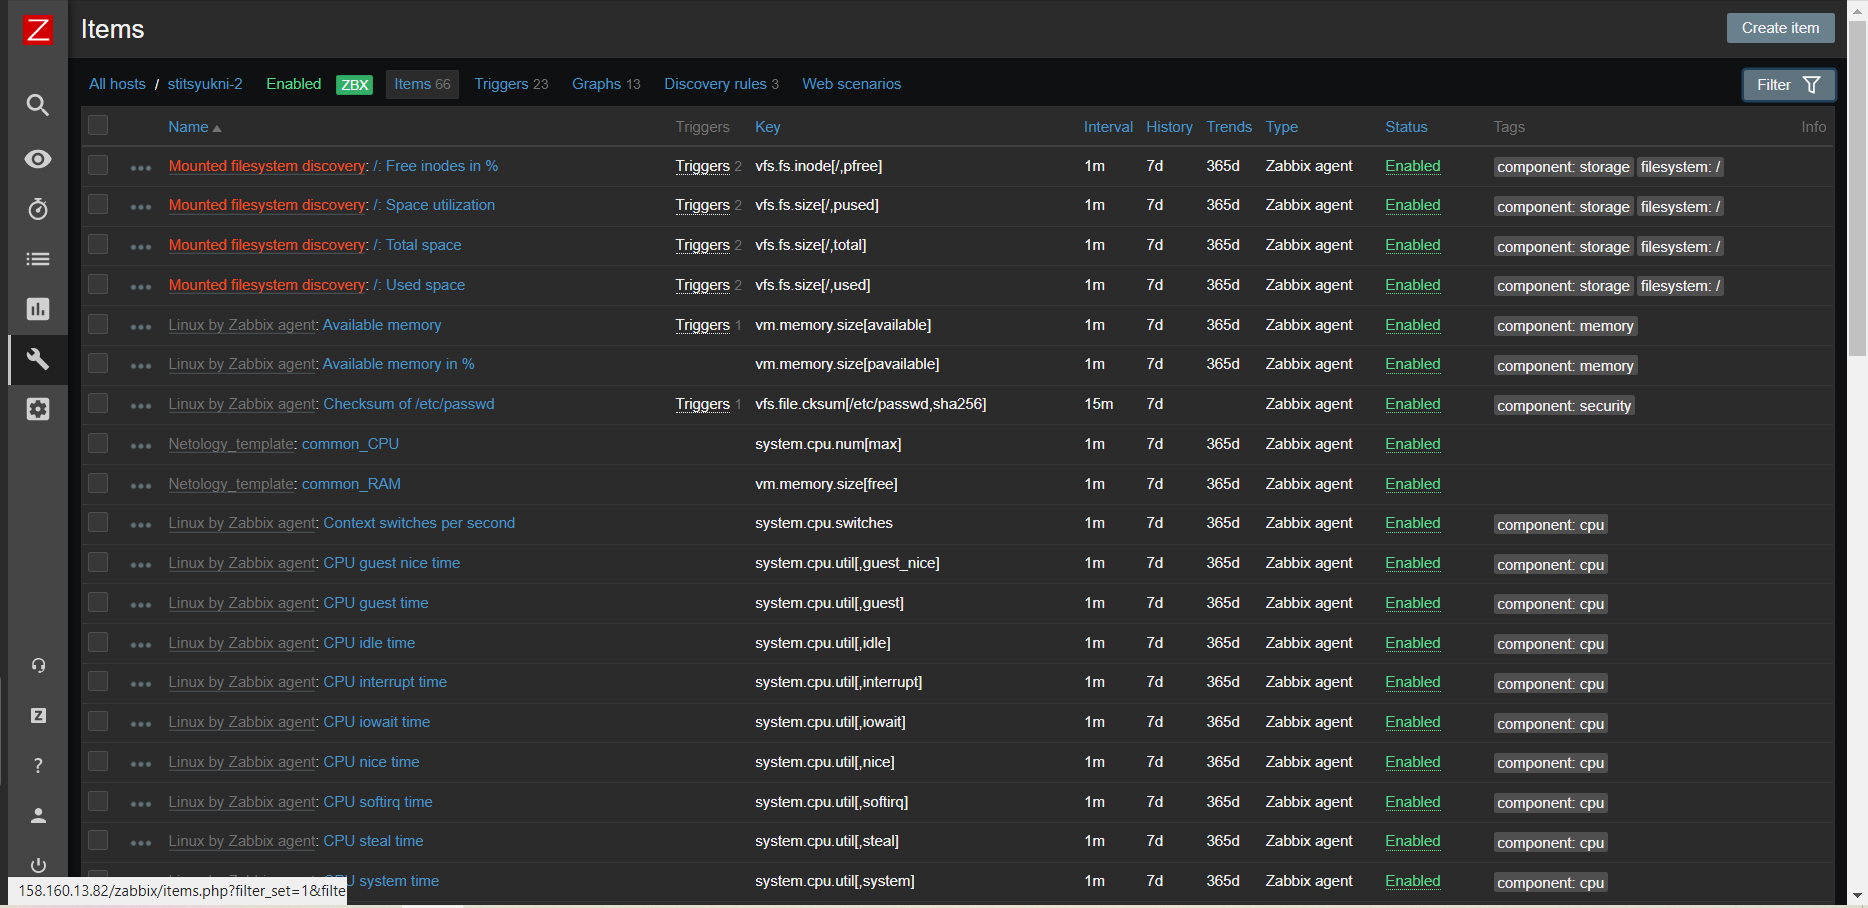 Z
Items
Create item
All hosts / stitsyukni-2 Enabled ZBX Items 66 Triggers 23 Graphs 13 Discovery rules 3 Web scenarios Filter
Name Triggers Key Interval History Trends Type Status Tags Info
Mounted filesystem discovery: /: Free inodes in % Triggers 2 vfs.fs.inode[/,pfree] 1m 7d 365d Zabbix agent Enabled component: storage filesystem: /
Mounted filesystem discovery: /: Space utilization Triggers 2 vfs.fs.size[/,pused] 1m 7d 365d Zabbix agent Enabled component: storage filesystem: /
Mounted filesystem discovery: /: Total space Triggers 2 vfs.fs.size[/,total] 1m 7d 365d Zabbix agent Enabled component: storage filesystem: /
Mounted filesystem discovery: /: Used space Triggers 2 vfs.fs.size[/,used] 1m 7d 365d Zabbix agent Enabled component: storage filesystem: /
Linux by Zabbix agent: Available memory Triggers 1 vm.memory.size[available] 1m 7d 365d Zabbix agent Enabled component: memory
Linux by Zabbix agent: Available memory in % vm.memory.size[pavailable] 1m 7d 365d Zabbix agent Enabled component: memory
Linux by Zabbix agent: Checksum of /etc/passwd Triggers 1 vfs.file.cksum[/etc/passwd,sha256] 15m 7d Zabbix agent Enabled component: security
Netology_template: common_CPU system.cpu.num[max] 1m 7d 365d Zabbix agent Enabled
Netology_template: common_RAM vm.memory.size[free] 1m 7d 365d Zabbix agent Enabled
Linux by Zabbix agent: Context switches per second system.cpu.switches 1m 7d 365d Zabbix agent Enabled component: cpu
Linux by Zabbix agent: CPU guest nice time system.cpu.util[,guest_nice] 1m 7d 365d Zabbix agent Enabled component: cpu
Linux by Zabbix agent: CPU guest time system.cpu.util[,guest] 1m 7d 365d Zabbix agent Enabled component: cpu
Linux by Zabbix agent: CPU idle time system.cpu.util[,idle] 1m 7d 365d Zabbix agent Enabled component: cpu
Linux by Zabbix agent: CPU interrupt time system.cpu.util[,interrupt] 1m 7d 365d Zabbix agent Enabled component: cpu
Linux by Zabbix agent: CPU iowait time system.cpu.util[,iowait] 1m 7d 365d Zabbix agent Enabled component: cpu
Linux by Zabbix agent: CPU nice time system.cpu.util[,nice] 1m 7d 365d Zabbix agent Enabled component: cpu
Linux by Zabbix agent: CPU softirq time system.cpu.util[,softirq] 1m 7d 365d Zabbix agent Enabled component: cpu
Linux by Zabbix agent: CPU steal time system.cpu.util[,steal] 1m 7d 365d Zabbix agent Enabled component: cpu
system time system.cpu.util[,system] 1m 7d 365d Zabbix agent Enabled component: cpu
158.160.13.82/zabbix/items.php?filter_set=1&filte